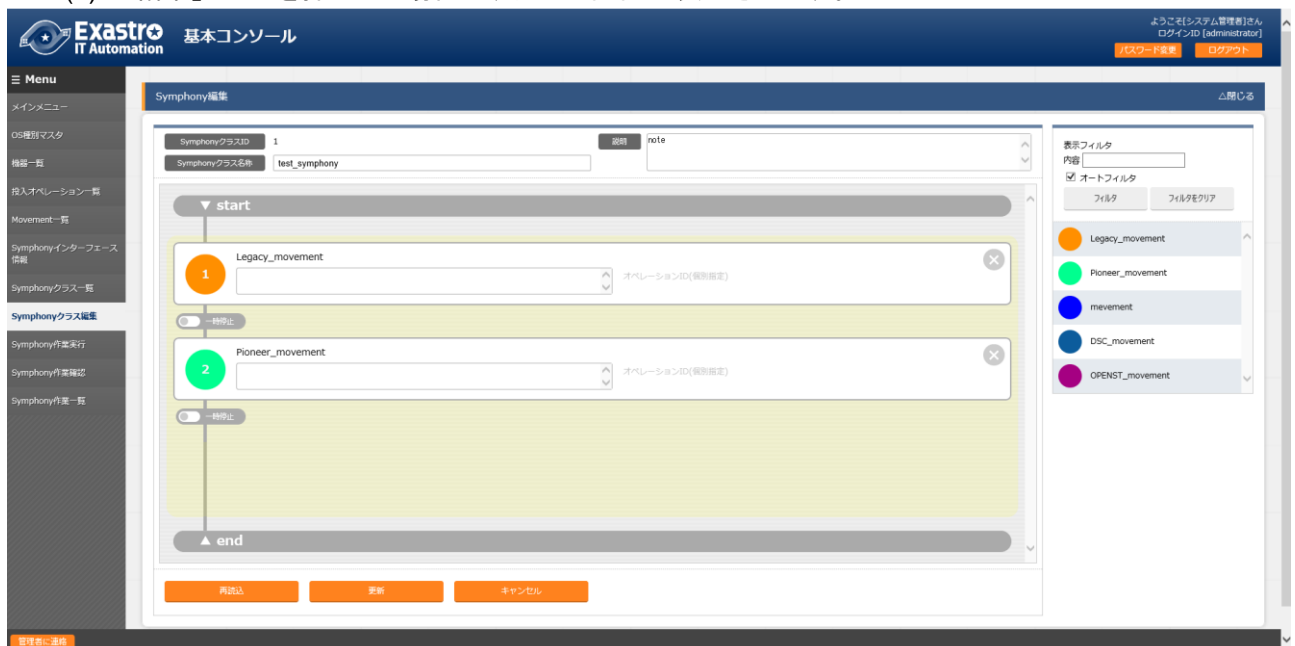 Exastro
IT Automation
基本コンソール
ようこそ[システム管理者]さん
ログインID [administrator]
パスワード変更
ログアウト
Menu
メインメニュー
OS種別マスタ
機器一覧
投入オペレーション一覧
Movement一覧
Symphonyインターフェース
情報
Symphonyクラス一覧
Symphonyクラス編集
Symphony作業実行
Symphony作業確認
Symphony作業一覧
Symphony編集
△閉じる
SymphonyクラスID
1
Symphonyクラス名称
test_symphony
説明
note
▼ start
1
Legacy_movement
オペレーションID(個別指定)
一時停止
2
Pioneer_movement
オペレーションID(個別指定)
一時停止
▲ end
再読込
更新
キャンセル
表示フィルタ
内容
オートフィルタ
フィルタ
フィルタをクリア
Legacy_movement
Pioneer_movement
mevement
DSC_movement
OPENST_movement
管理者に連絡